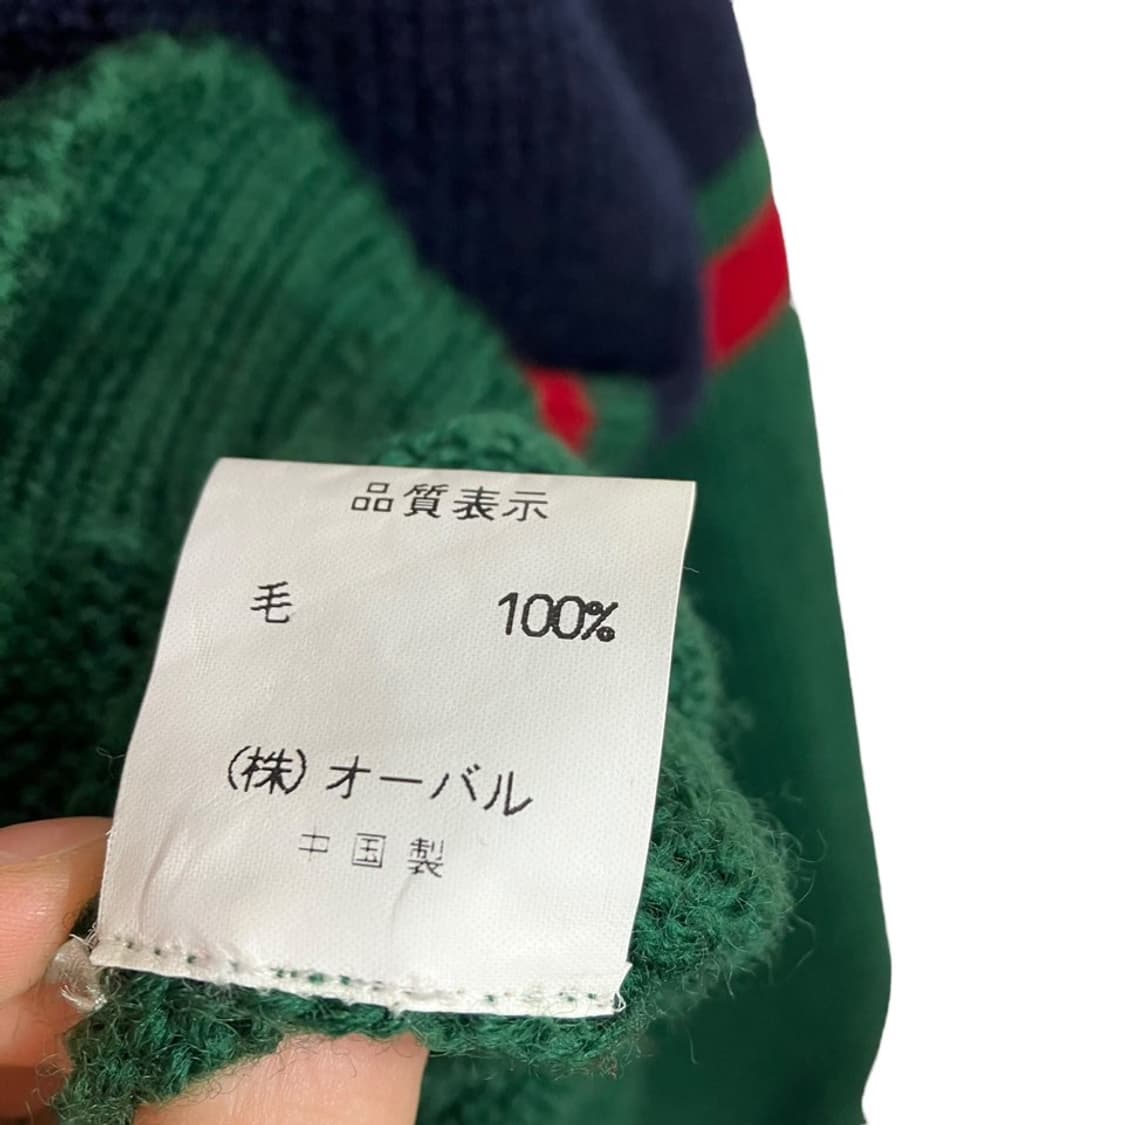 品質表示
毛 100%
(株)オーバル
中国製